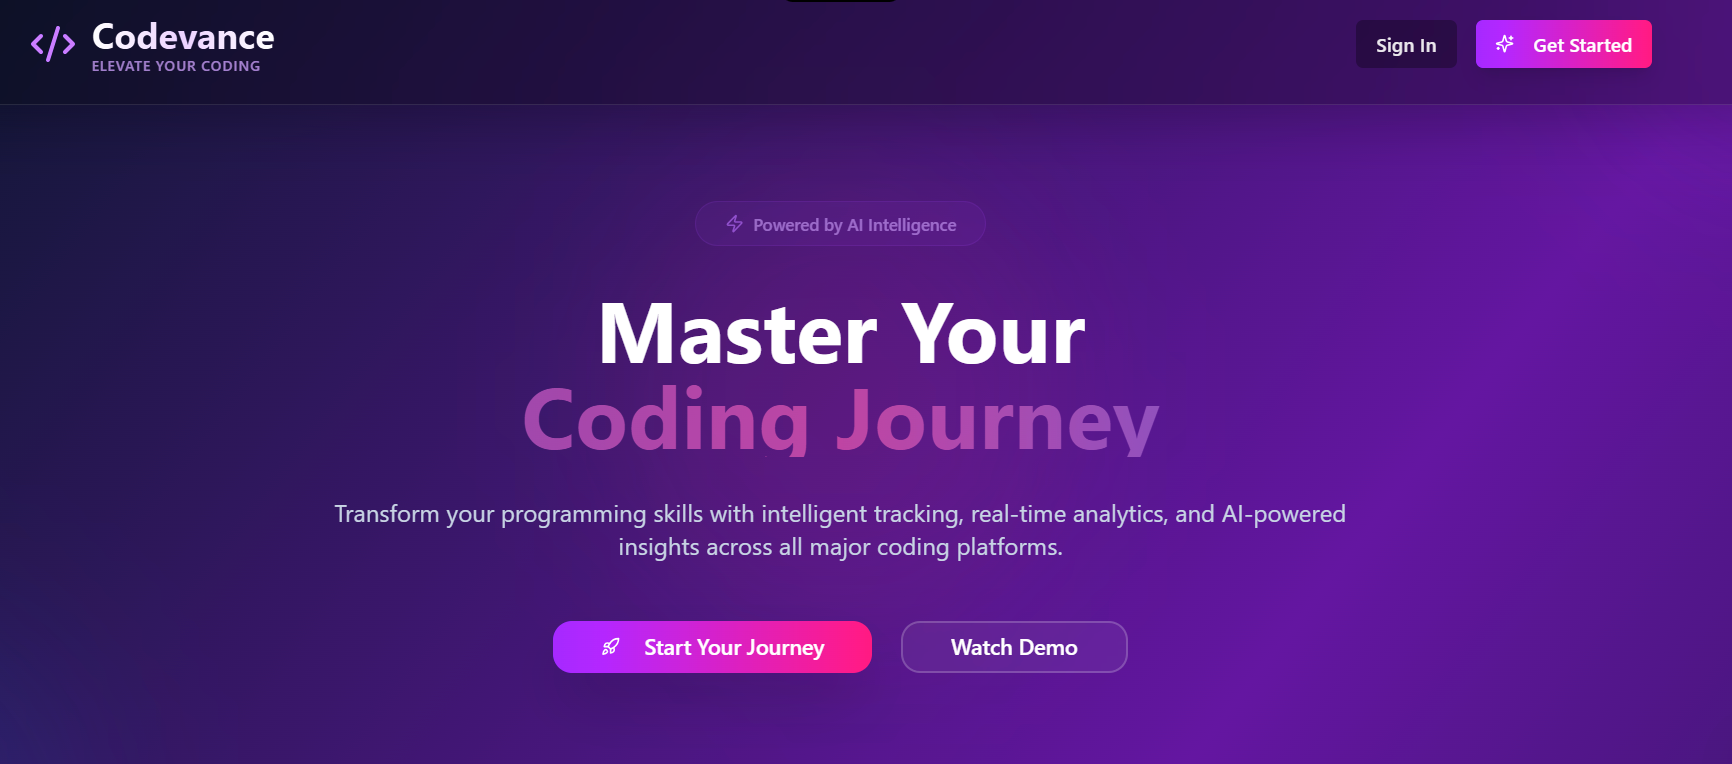 Codevance
ELEVATE YOUR CODING
Sign In
Get Started
Powered by AI Intelligence
Master Your
Coding Journey
Transform your programming skills with intelligent tracking, real-time analytics, and AI-powered
insights across all major coding platforms.
Start Your Journey
Watch Demo